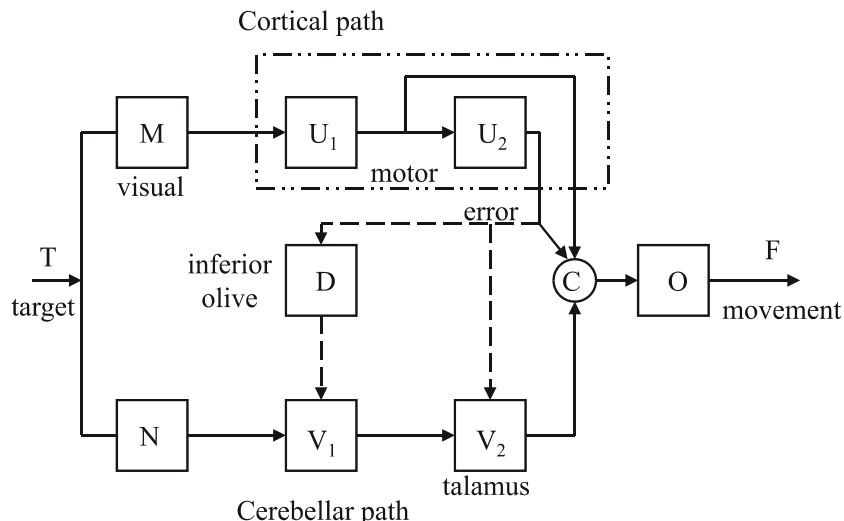 Cortical path
M
U1
U2
visual
motor
error
T
target
inferior
olive
D
C
O
F
movement
N
V1
V2
talamus
Cerebellar path